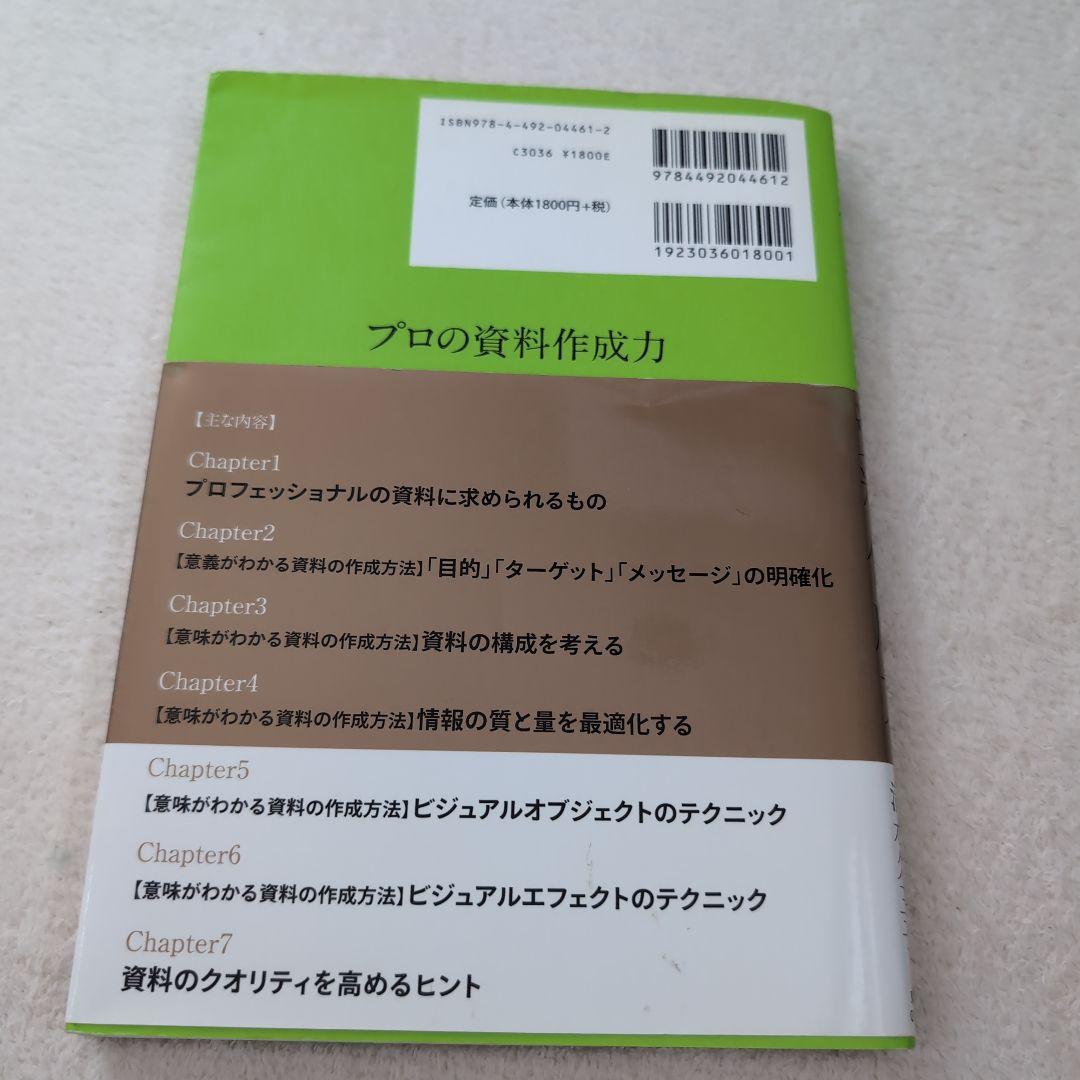 ISBN978-4-492-04461-2
C3036 ¥1800E
定価(本体1800円+税)
9784492044612
1923036018001
プロの資料作成力
【主な内容】
Chapter1
プロフェッショナルの資料に求められるもの
Chapter2
【意義がわかる資料の作成方法】「目的」「ターゲット」「メッセージ」の明確化
Chapter3
【意味がわかる資料の作成方法】資料の構成を考える
Chapter4
【意味がわかる資料の作成方法】情報の質と量を最適化する
Chapter5
【意味がわかる資料の作成方法】ビジュアルオブジェクトのテクニック
Chapter6
【意味がわかる資料の作成方法】ビジュアルエフェクトのテクニック
Chapter7
資料のクオリティを高めるヒント